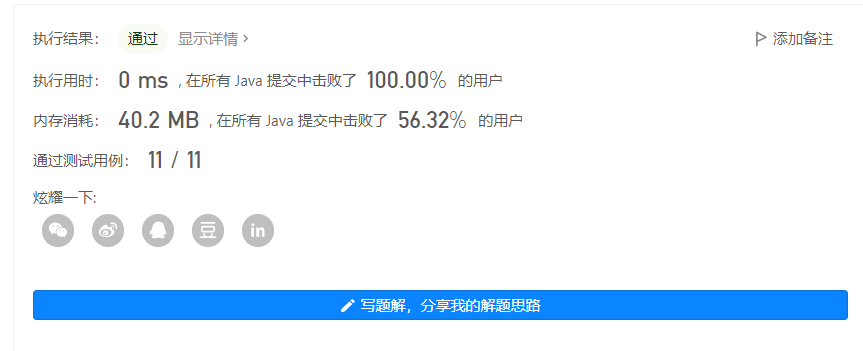 执行结果： 通过 显示详情 › 添加备注
执行用时： 0 ms , 在所有 Java 提交中击败了 100.00% 的用户
内存消耗： 40.2 MB , 在所有 Java 提交中击败了 56.32% 的用户
通过测试用例： 11 / 11
炫耀一下:
豆 in
写题解，分享我的解题思路